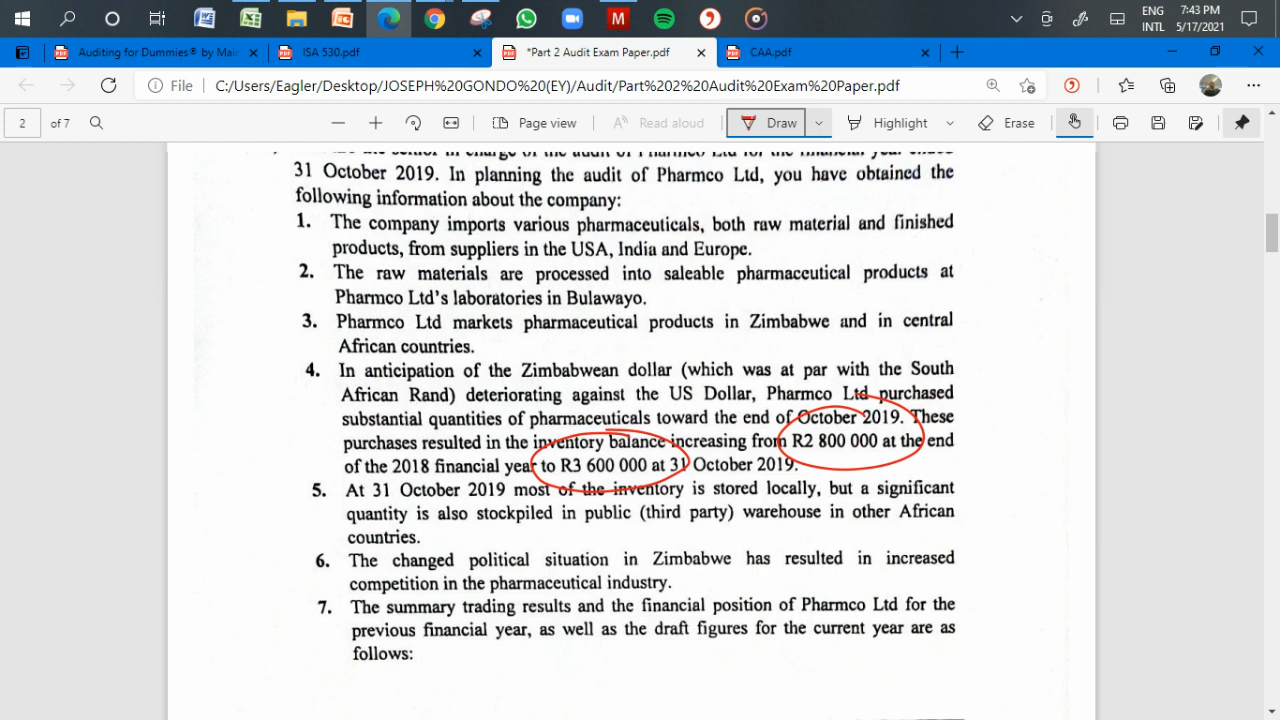 ENG
INTL
7:43 PM
5/17/2021
Auditing for Dummies® by Mair
ISA 530.pdf
*Part 2 Audit Exam Paper.pdf
CAA.pdf
File
C:/Users/Eagler/Desktop/JOSEPH%20GONDO%20(EY)/Audit/Part%202%20Audit%20Exam%20Paper.pdf
2 of 7
Page view
Read aloud
Draw
Highlight
Erase
31 October 2019. In planning the audit of Pharmco Ltd, you have obtained the
following information about the company:
1. The company imports various pharmaceuticals, both raw material and finished
products, from suppliers in the USA, India and Europe.
2. The raw materials are processed into saleable pharmaceutical products at
Pharmco Ltd's laboratories in Bulawayo.
3. Pharmco Ltd markets pharmaceutical products in Zimbabwe and in central
African countries.
4. In anticipation of the Zimbabwean dollar (which was at par with the South
African Rand) deteriorating against the US Dollar, Pharmco Ltd purchased
substantial quantities of pharmaceuticals toward the end of October 2019. These
purchases resulted in the inventory balance increasing from R2 800 000 at the end
of the 2018 financial year to R3 600 000 at 31 October 2019.
5. At 31 October 2019 most of the inventory is stored locally, but a significant
quantity is also stockpiled in public (third party) warehouse in other African
countries.
6. The changed political situation in Zimbabwe has resulted in increased
competition in the pharmaceutical industry.
7. The summary trading results and the financial position of Pharmco Ltd for the
previous financial year, as well as the draft figures for the current year are as
follows: